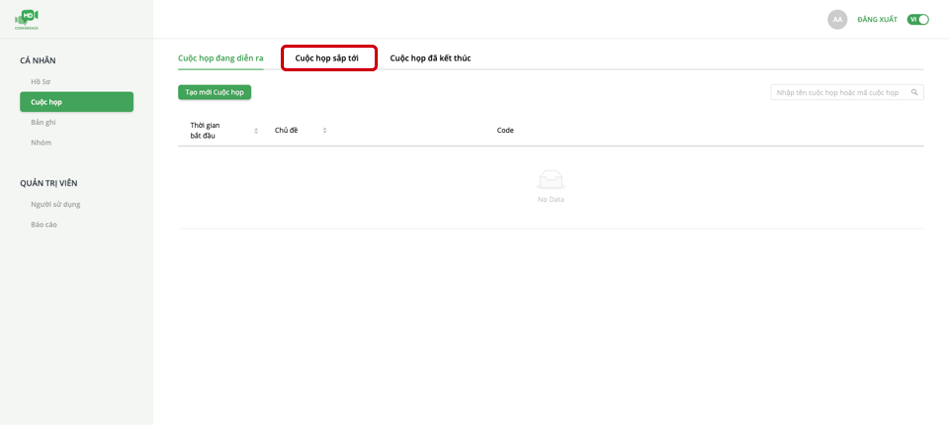 MD
ĐĂNG XUẤT
AA
VI
CÁ NHÂN
Hồ Sơ
Cuộc họp
Bản ghi
Nhóm
QUẢN TRỊ VIÊN
Người sử dụng
Báo cáo
Cuộc họp đang diễn ra
Cuộc họp sắp tới
Cuộc họp đã kết thúc
Tạo mới Cuộc họp
Nhập tên cuộc họp hoặc mã cuộc họp
Thời gian
bắt đầu
Chủ đề
Code
No Data